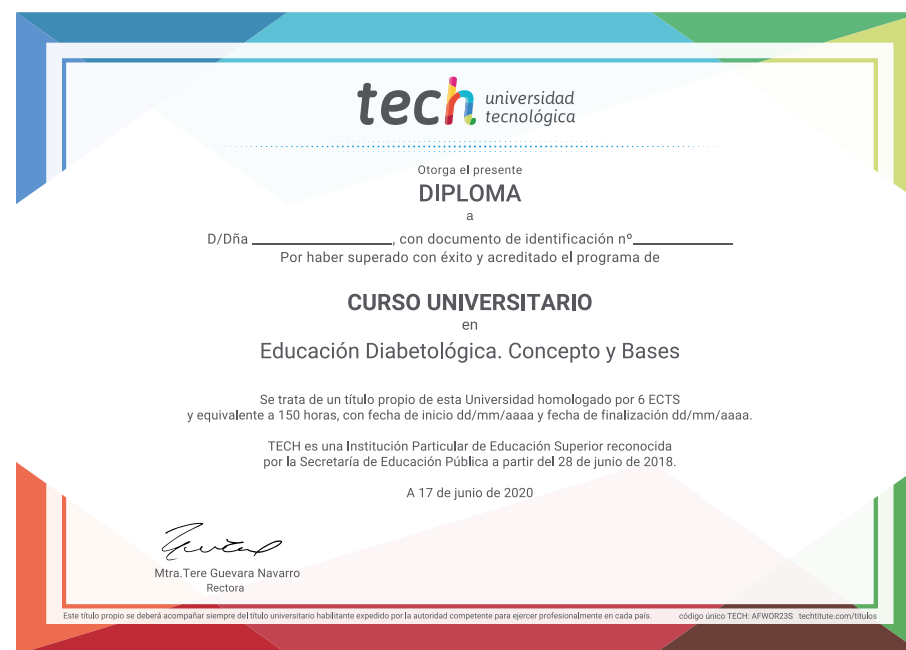 tech universidad
tecnológica
Otorga el presente
DIPLOMA
a
D/Dña ____________________, con documento de identificación nº______________
Por haber superado con éxito y acreditado el programa de
CURSO UNIVERSITARIO
en
Educación Diabetológica. Concepto y Bases
Se trata de un título propio de esta Universidad homologado por 6 ECTS
y equivalente a 150 horas, con fecha de inicio dd/mm/aaaa y fecha de finalización dd/mm/aaaa.
TECH es una Institución Particular de Educación Superior reconocida
por la Secretaría de Educación Pública a partir del 28 de junio de 2018.
A 17 de junio de 2020
Mtra.Tere Guevara Navarro
Rectora
Este título propio se deberá acompañar siempre del título universitario habilitante expedido por la autoridad competente para ejercer profesionalmente en cada país. código único TECH: AFWOR23S techtitute.com/títulos